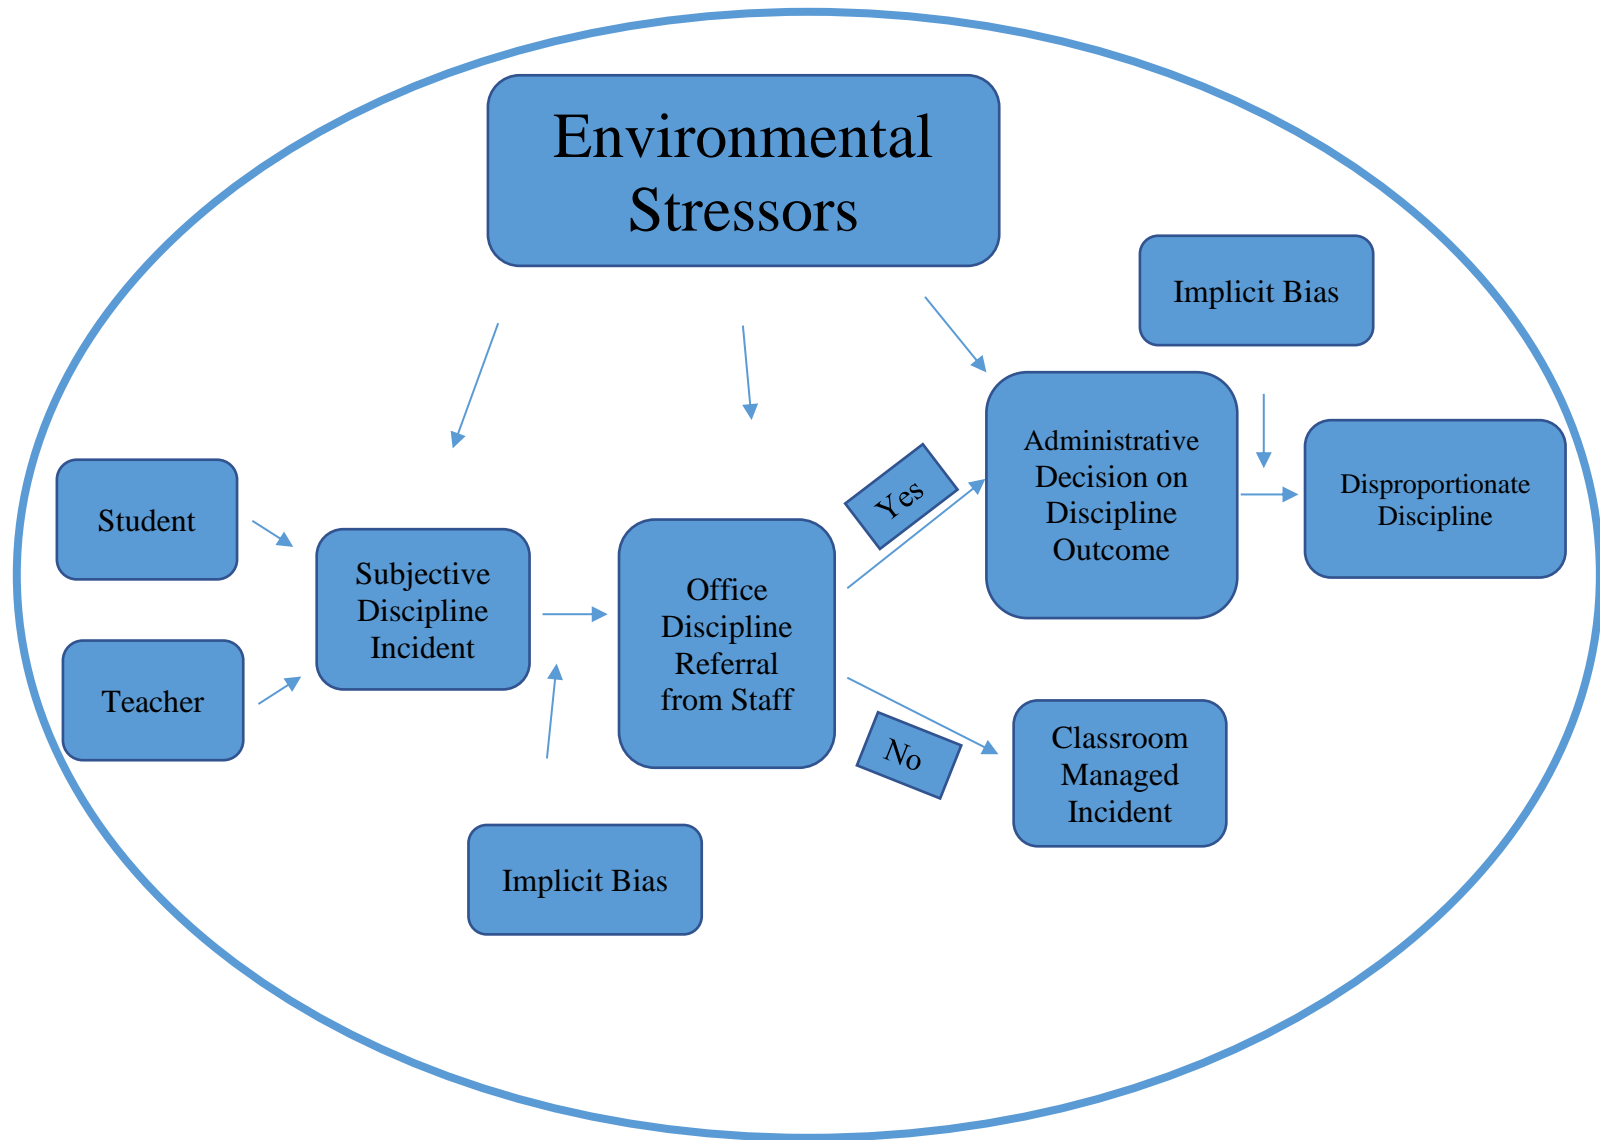 Environmental
Stressors
Implicit Bias
Student
Teacher
Subjective
Discipline
Incident
Office
Discipline
Referral
from Staff
Yes
No
Administrative
Decision on
Discipline
Outcome
Disproportionate
Discipline
Classroom
Managed
Incident
Implicit Bias